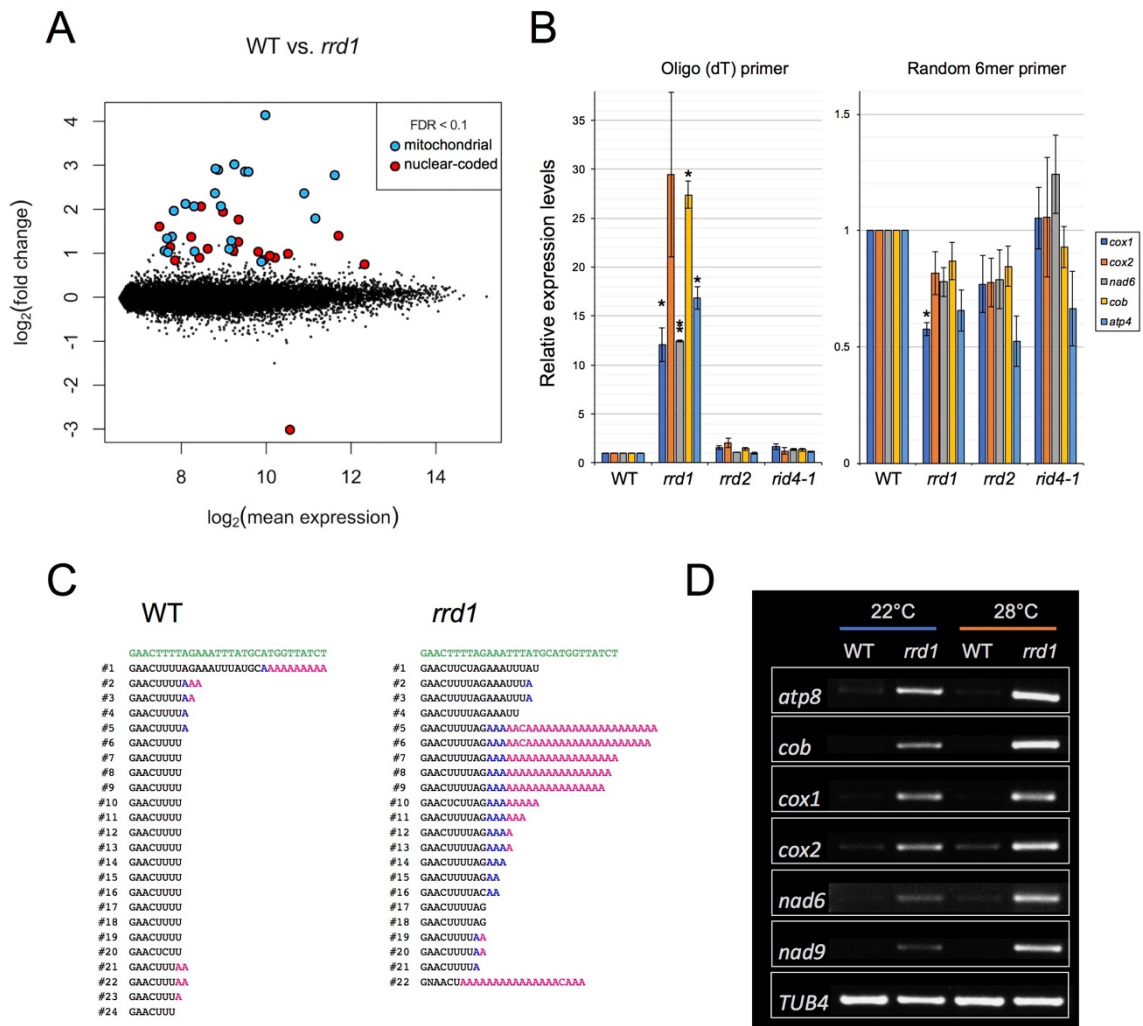 A
WT vs. rrd1
log2(fold change)
4
3
2
1
0
-1
-2
-3
FDR < 0.1
mitochondrial
nuclear-coded
8 10 12 14
log2(mean expression)
B
Oligo (dT) primer
Relative expression levels
35
30
25
20
15
10
5
0
* ** * *
WT rrd1 rrd2 rid4-1
Random 6mer primer
1.5
1
0.5
0
*
WT rrd1 rrd2 rid4-1
cox1
cox2
nad6
cob
atp4
C
WT
GAACTTTTAGAAATTTATGCATGGTTATCT
#1 GAACUUUUAGAAAUUUAUGCAAAAAAAAAA
#2 GAACUUUUAAA
#3 GAACUUUUAA
#4 GAACUUUUA
#5 GAACUUUUA
#6 GAACUUUU
#7 GAACUUUU
#8 GAACUUUU
#9 GAACUUUU
#10 GAACUUUU
#11 GAACUUUU
#12 GAACUUUU
#13 GAACUUUU
#14 GAACUUUU
#15 GAACUUUU
#16 GAACUUUU
#17 GAACUUUU
#18 GAACUUUU
#19 GAACUUUU
#20 GAACUCUU
#21 GAACUUUAA
#22 GAACUUUAA
#23 GAACUUUA
#24 GAACUUU
rrd1
GAACTTTTAGAAATTTATGCATGGTTATCT
#1 GAACUUCUAGAAAUUUAU
#2 GAACUUUUAGAAAUUUA
#3 GAACUUUUAGAAAUUUA
#4 GAACUUUUAGAAAUU
#5 GAACUUUUAGAAAAACAAAAAAAAAAAAAAAAAAAA
#6 GAACUUUUAGAAAAACAAAAAAAAAAAAAAAAAAA
#7 GAACUUUUAGAAAAAAAAAAAAAAAAAAAA
#8 GAACUUUUAGAAAAAAAAAAAAAAAAAAA
#9 GAACUUUUAGAAAAAAAAAAAAAAAAAA
#10 GAACUCUUAGAAAAAAAA
#11 GAACUUUUAGAAAAAA
#12 GAACUUUUAGAAAA
#13 GAACUUUUAGAAAA
#14 GAACUUUUAGAAA
#15 GAACUUUUAGAA
#16 GAACUUUUACAA
#17 GAACUUUUAG
#18 GAACUUUUAG
#19 GAACUUUUAA
#20 GAACUUUUAA
#21 GAACUUUUA
#22 GNAACUAAAAAAAAAAAAAAACAAA
D
22°C 28°C
WT rrd1 WT rrd1
atp8
cob
cox1
cox2
nad6
nad9
TUB4